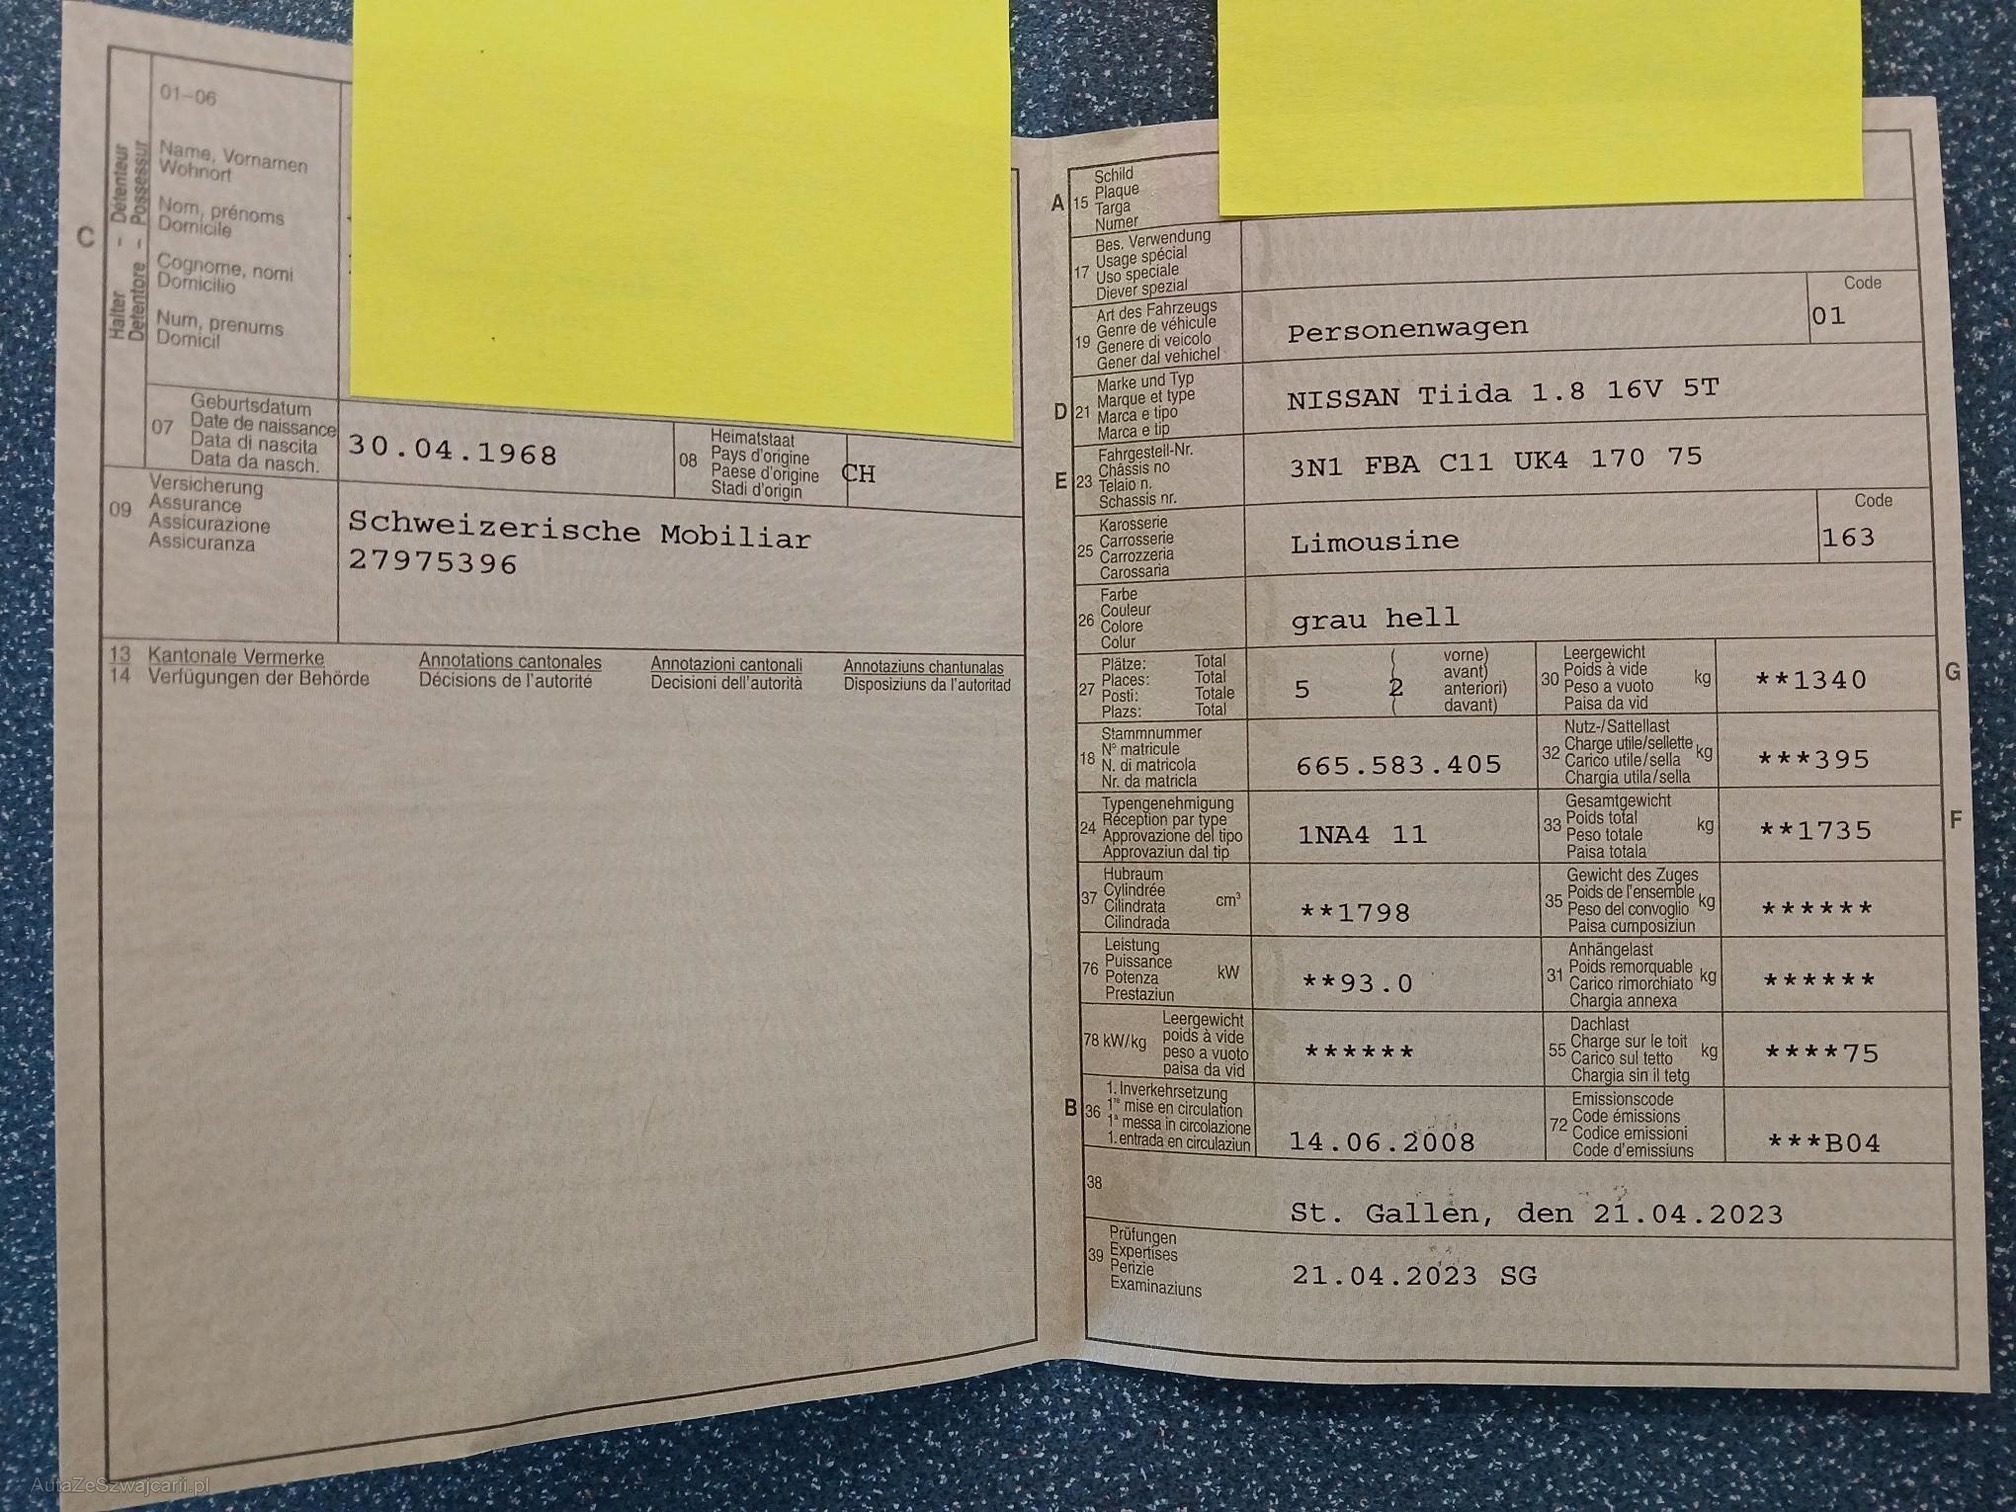 01–06
Name, Vornamen
Wohnort
Nom, prénoms
Domicile
Cognome, nomi
Domicilio
Num, prenums
Domicil
C
Halter – Détenteur
Detentore – Possessur
07
Geburtsdatum
Date de naissance
Data di nascita
Data da nasch.
30.04.1968
08
Heimatstaat
Pays d'origine
Paese d'origine
Stadi d'origin
CH
09
Versicherung
Assurance
Assicurazione
Assicuranza
Schweizerische Mobiliar
27975396
13 Kantonale Vermerke Annotations cantonales Annotazioni cantonali Annotaziuns chantunalas
14 Verfügungen der Behörde Décisions de l'autorité Decisioni dell'autorità Disposiziuns da l'autoritad
A
15
Schild
Plaque
Targa
Numer
17
Bes. Verwendung
Usage spécial
Uso speciale
Diever spezial
19
Art des Fahrzeugs
Genre de véhicule
Genere di veicolo
Gener dal vehichel
Personenwagen
Code
01
D
21
Marke und Typ
Marque et type
Marca e tipo
Marca e tip
NISSAN Tiida 1.8 16V 5T
E
23
Fahrgestell-Nr.
Châssis no
Telaio n.
Schassis nr.
3N1 FBA C11 UK4 170 75
25
Karosserie
Carrosserie
Carrozzeria
Carossaria
Limousine
Code
163
26
Farbe
Couleur
Colore
Colur
grau hell
27
Plätze: Total
Places: Total
Posti: Totale
Plazs: Total
5 2
( vorne)
avant)
anteriori)
( davant)
30
Leergewicht
Poids à vide
Peso a vuoto
Paisa da vid
kg
**1340
G
18
Stammnummer
N° matricule
N. di matricola
Nr. da matricla
665.583.405
32
Nutz-/Sattellast
Charge utile/sellette
Carico utile/sella
Chargia utila/sella
kg
***395
24
Typengenehmigung
Réception par type
Approvazione del tipo
Approvaziun dal tip
1NA4 11
33
Gesamtgewicht
Poids total
Peso totale
Paisa totala
kg
**1735
F
37
Hubraum
Cylindrée
Cilindrata
Cilindrada
cm³
**1798
35
Gewicht des Zuges
Poids de l'ensemble
Peso del convoglio
Paisa cumposiziun
kg
******
76
Leistung
Puissance
Potenza
Prestaziun
kW
**93.0
31
Anhängelast
Poids remorquable
Carico rimorchiato
Chargia annexa
kg
******
78 kW/kg
Leergewicht
poids à vide
peso a vuoto
paisa da vid
******
55
Dachlast
Charge sur le toit
Carico sul tetto
Chargia sin il tetg
kg
****75
B
36
1. Inverkehrsetzung
1re mise en circulation
1a messa in circolazione
1. entrada en circulaziun
14.06.2008
72
Emissionscode
Code émissions
Codice emissioni
Code d'emissiuns
***B04
38
St. Gallen, den 21.04.2023
39
Prüfungen
Expertises
Perizie
Examinaziuns
21.04.2023 SG
AutaZeSzwajcarii.pl